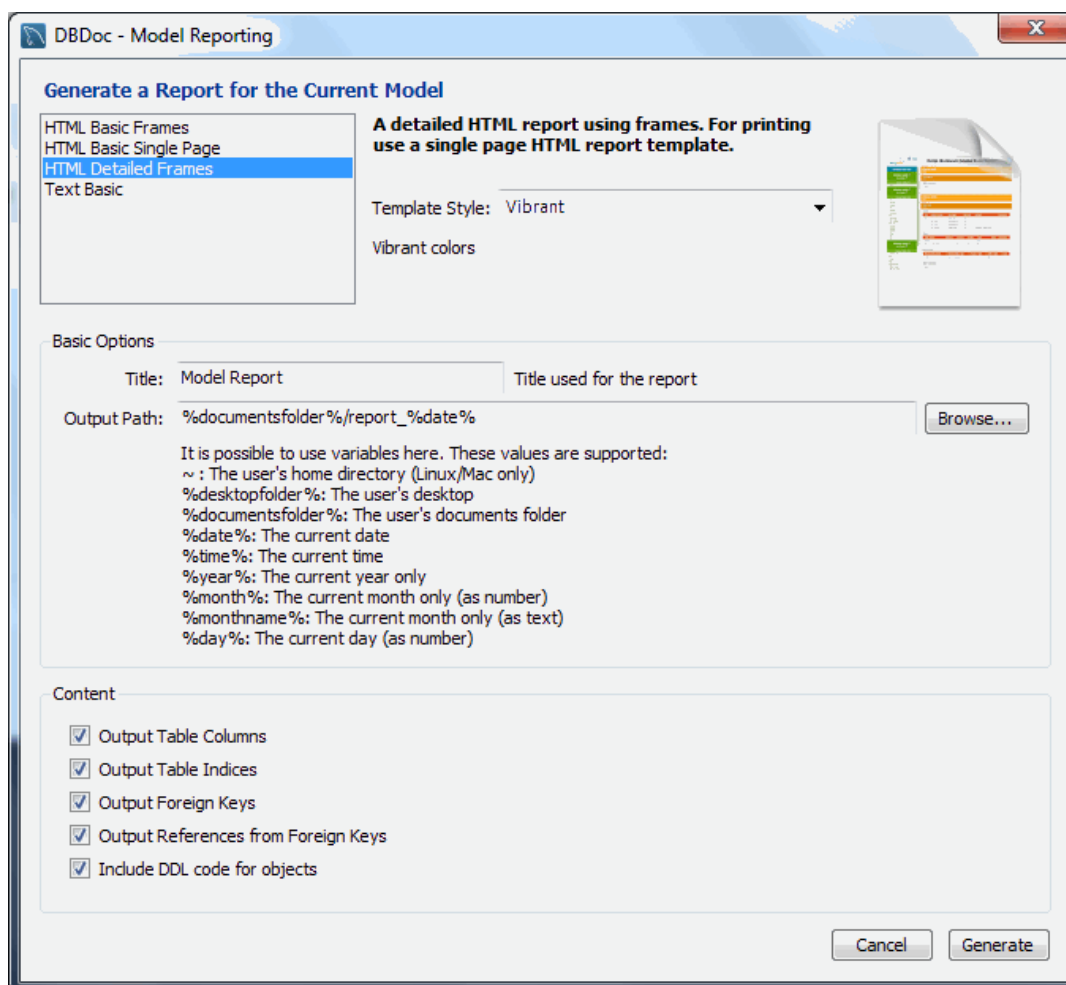 DBDoc - Model Reporting
Generate a Report for the Current Model
HTML Basic Frames
HTML Basic Single Page
HTML Detailed Frames
Text Basic
A detailed HTML report using frames. For printing
use a single page HTML report template.
Template Style: Vibrant
Vibrant colors
Basic Options
Title: Model Report Title used for the report
Output Path: %documentsfolder%/report_%date% Browse...
It is possible to use variables here. These values are supported:
~ : The user's home directory (Linux/Mac only)
%desktopfolder%: The user's desktop
%documentsfolder%: The user's documents folder
%date%: The current date
%time%: The current time
%year%: The current year only
%month%: The current month only (as number)
%monthname%: The current month only (as text)
%day%: The current day (as number)
Content
Output Table Columns
Output Table Indices
Output Foreign Keys
Output References from Foreign Keys
Include DDL code for objects
Cancel Generate